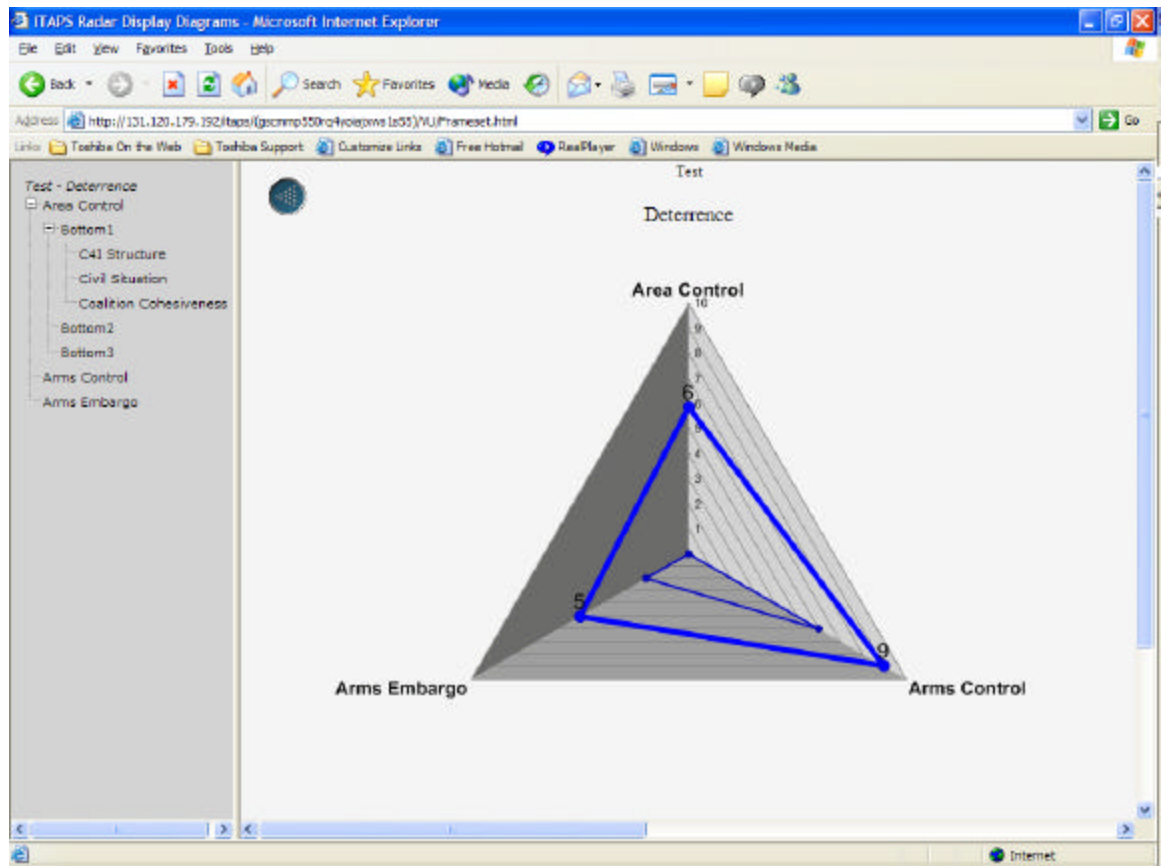 ITAPS Radar Display Diagrams - Microsoft Internet Explorer
File Edit View Favorites Tools Help
Back Search Favorites Media
Address Go
Links Toshiba On the Web Toshiba Support Customize Links Free Hotmail RealPlayer Windows Windows Media
Test - Deterrence
Area Control
Bottom1
C4I Structure
Civil Situation
Coalition Cohesiveness
Bottom2
Bottom3
Arms Control
Arms Embargo
Test
Deterrence
Area Control
10
9
8
7
6
6
5
4
3
2
1
5
9
Arms Embargo
Arms Control
Internet